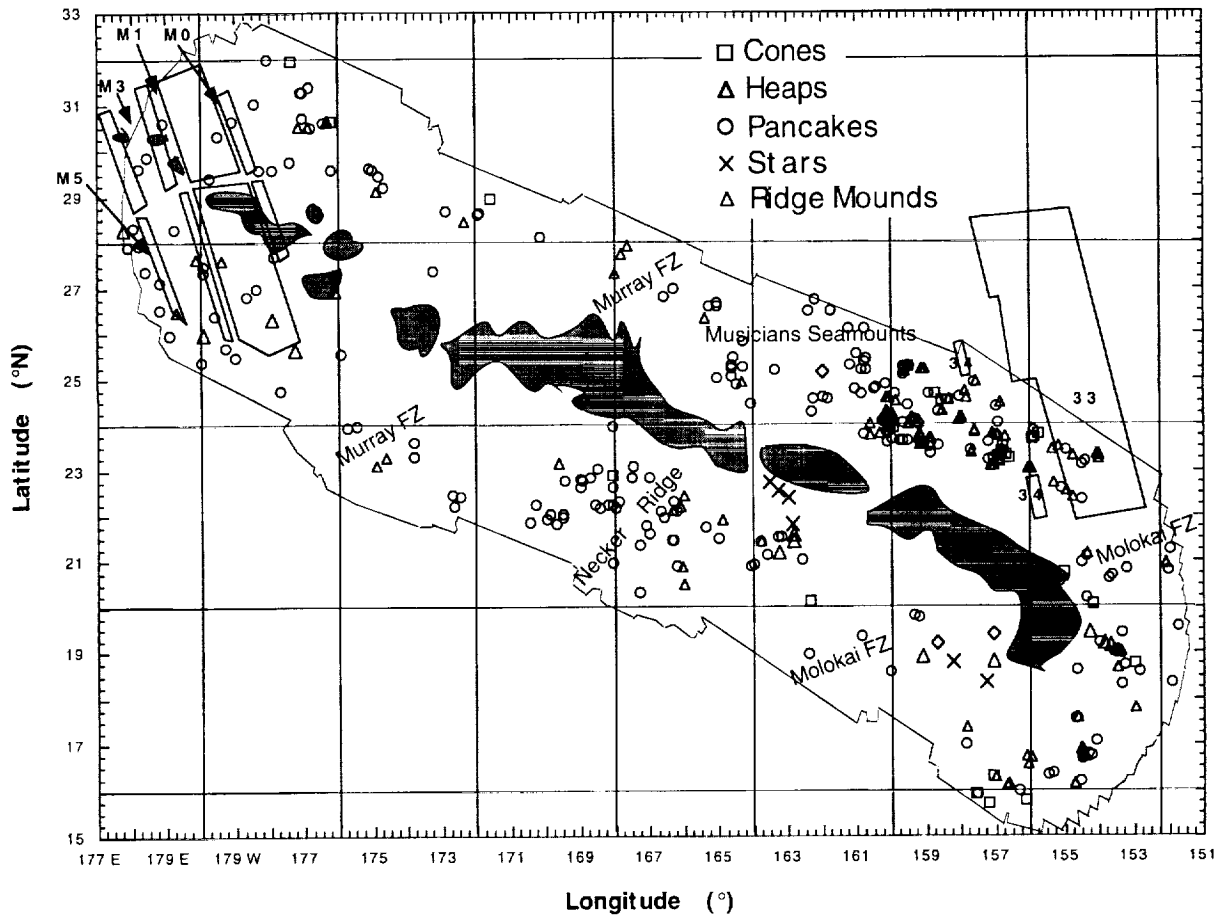 33
31
29
27
25
23
21
19
17
15
Latitude (°N)
M1 M0
M3
M5
Cones
Heaps
Pancakes
Stars
Ridge Mounds
Murray FZ
Musicians Seamounts
34
33
34
Murray FZ
Necker Ridge
Molokai FZ
Molokai FZ
177 E 179 E 179 W 177 175 173 171 169 167 165 163 161 159 157 155 153 151
Longitude (°)